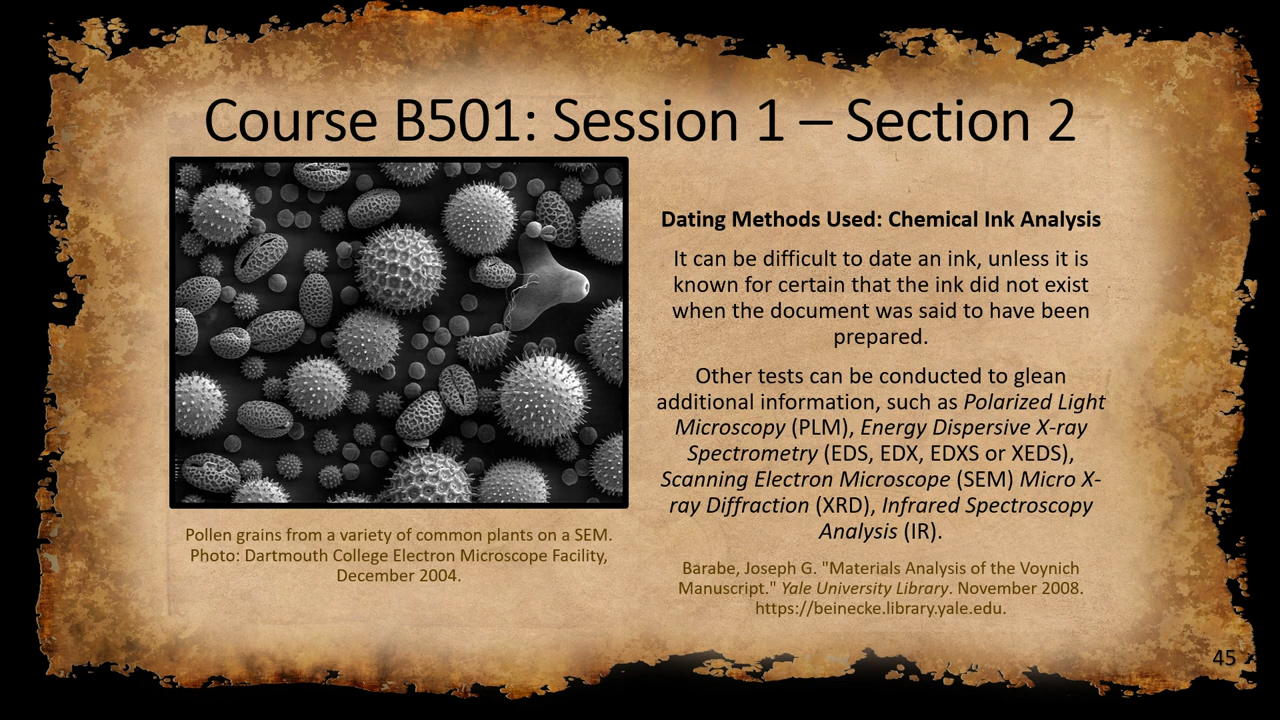 Course B501: Session 1 – Section 2
Dating Methods Used: Chemical Ink Analysis
It can be difficult to date an ink, unless it is
known for certain that the ink did not exist
when the document was said to have been
prepared.
Other tests can be conducted to glean
additional information, such as Polarized Light
Microscopy (PLM), Energy Dispersive X-ray
Spectrometry (EDS, EDX, EDXS or XEDS),
Scanning Electron Microscope (SEM) Micro X-
ray Diffraction (XRD), Infrared Spectroscopy
Analysis (IR).
Pollen grains from a variety of common plants on a SEM.
Photo: Dartmouth College Electron Microscope Facility,
December 2004.
Barabe, Joseph G. "Materials Analysis of the Voynich
Manuscript." Yale University Library. November 2008.
https://beinecke.library.yale.edu.
45